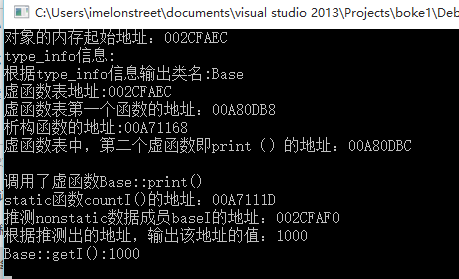 C:\Users\imelonstreet\documents\visual studio 2013\Projects\boke1\Deb
对象的内存起始地址：002CFAEC
type_info信息:
根据type_info信息输出类名:Base
虚函数表地址:002CFAEC
虚函数表第一个函数的地址：00A80DB8
析构函数的地址:00A71168
虚函数表中，第二个虚函数即print（）的地址：00A80DBC
调用了虚函数Base::print()
static函数countI()的地址：00A7111D
推测nonstatic数据成员baseI的地址：002CFAF0
根据推测出的地址，输出该地址的值：1000
Base::getI():1000